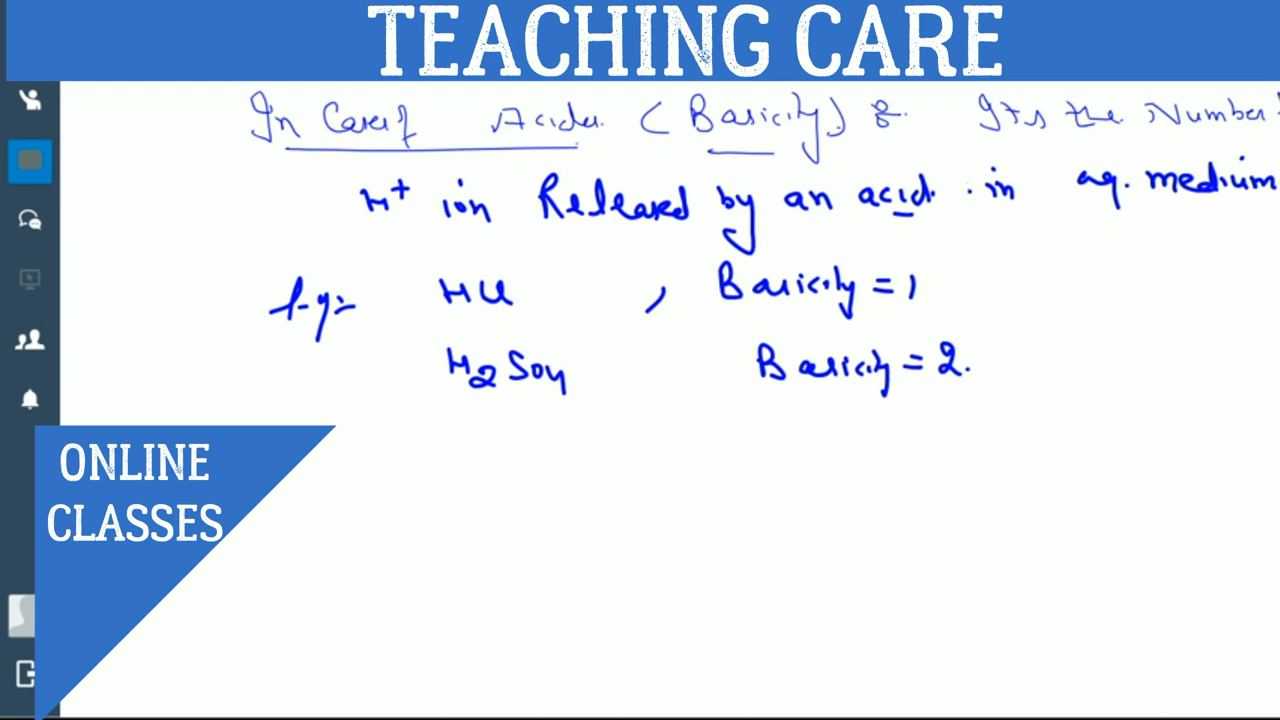 TEACHING CARE
In Case of Acids (Basicity) : Its the Number
H+ ion Released by an acid . in aq. medium
e.g:- HCl , Basicity = 1
H2SO4 Basicity = 2.
ONLINE
CLASSES